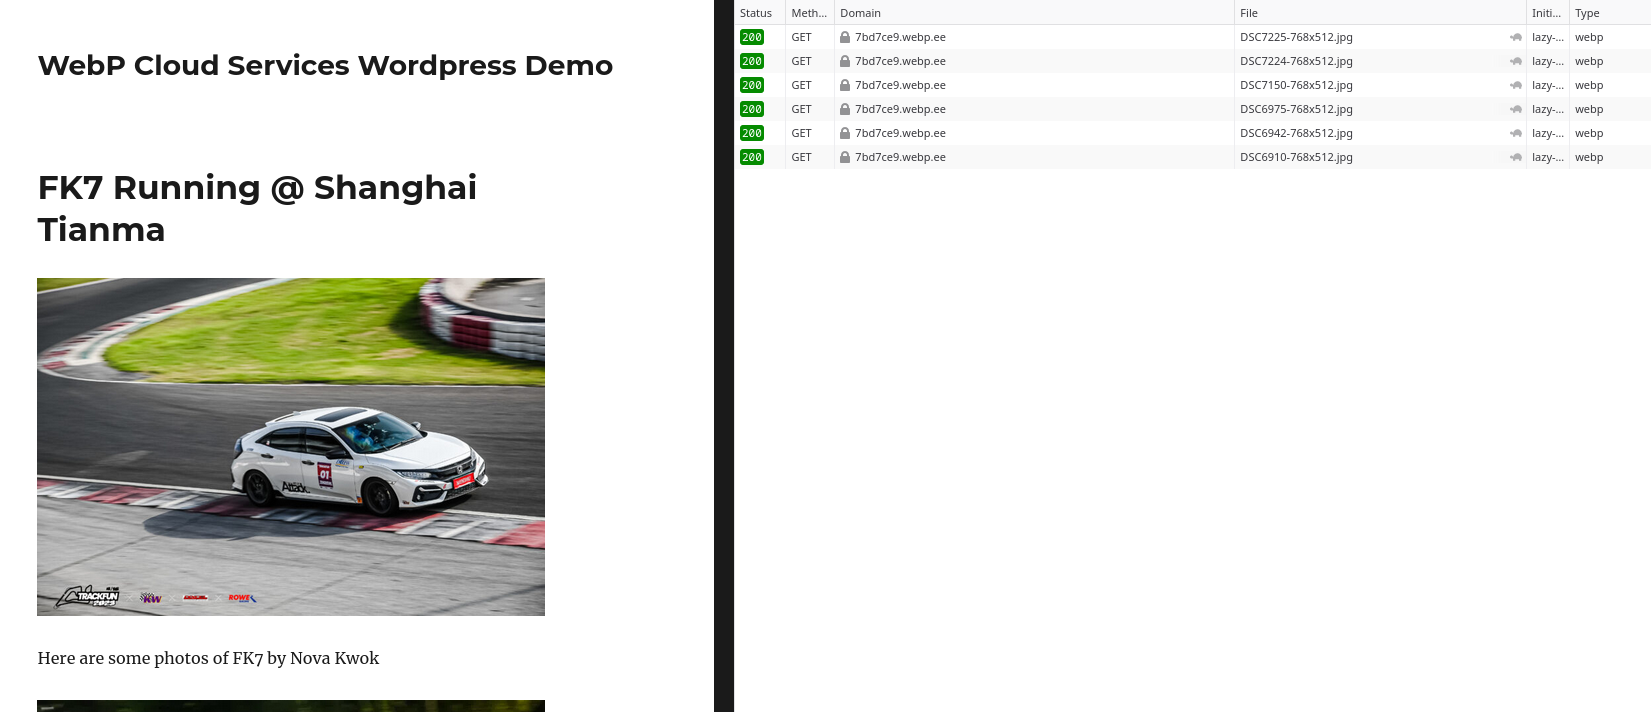 WebP Cloud Services Wordpress Demo
FK7 Running @ Shanghai
Tianma
01
Attack
TRACKFUN
2023
KW
ROWE
Here are some photos of FK7 by Nova Kwok
Status Meth... Domain File Initi... Type
200 GET 7bd7ce9.webp.ee DSC7225-768x512.jpg lazy-... webp
200 GET 7bd7ce9.webp.ee DSC7224-768x512.jpg lazy-... webp
200 GET 7bd7ce9.webp.ee DSC7150-768x512.jpg lazy-... webp
200 GET 7bd7ce9.webp.ee DSC6975-768x512.jpg lazy-... webp
200 GET 7bd7ce9.webp.ee DSC6942-768x512.jpg lazy-... webp
200 GET 7bd7ce9.webp.ee DSC6910-768x512.jpg lazy-... webp